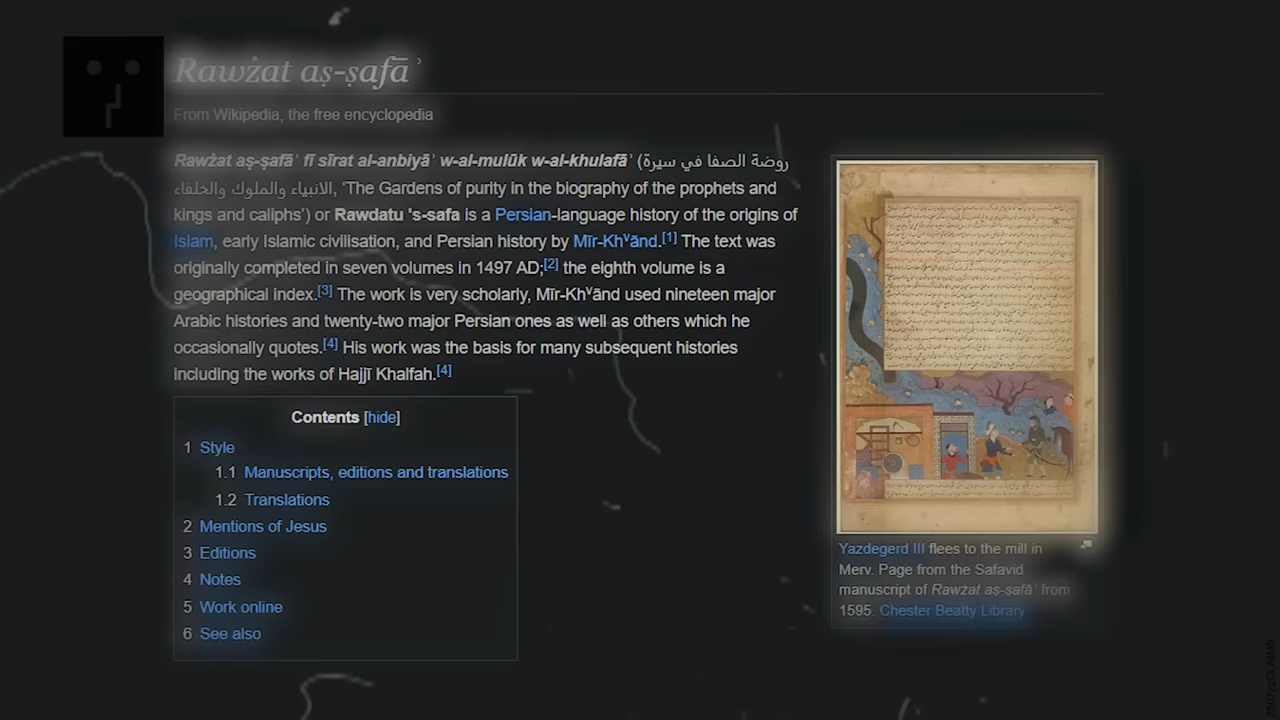 Rawżat aṣ-ṣafāʾ
From Wikipedia, the free encyclopedia
Rawżat aṣ-ṣafāʾ fī sīrat al-anbiyāʾ w-al-mulūk w-al-khulafāʾ (روضة الصفا في سيرة
الانبياء والملوك والخلفاء, 'The Gardens of purity in the biography of the prophets and
kings and caliphs') or Rawdatu 's-safa is a Persian-language history of the origins of
Islam, early Islamic civilisation, and Persian history by Mīr-Khᵛānd.[1] The text was
originally completed in seven volumes in 1497 AD;[2] the eighth volume is a
geographical index.[3] The work is very scholarly, Mīr-Khᵛānd used nineteen major
Arabic histories and twenty-two major Persian ones as well as others which he
occasionally quotes.[4] His work was the basis for many subsequent histories
including the works of Hajjī Khalfah.[4]
Contents [hide]
1 Style
1.1 Manuscripts, editions and translations
1.2 Translations
2 Mentions of Jesus
3 Editions
4 Notes
5 Work online
6 See also
Yazdegerd III flees to the mill in
Merv. Page from the Safavid
manuscript of Rawżat aṣ-ṣafāʾ from
1595. Chester Beatty Library